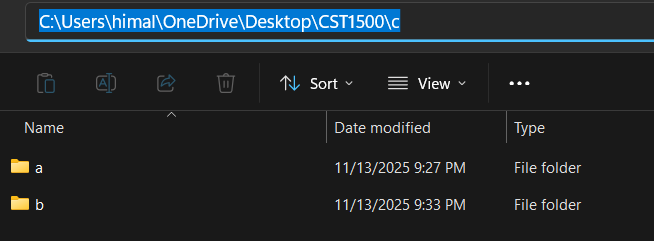 C:\Users\himal\OneDrive\Desktop\CST1500\c
Sort View
Name Date modified Type
a 11/13/2025 9:27 PM File folder
b 11/13/2025 9:33 PM File folder